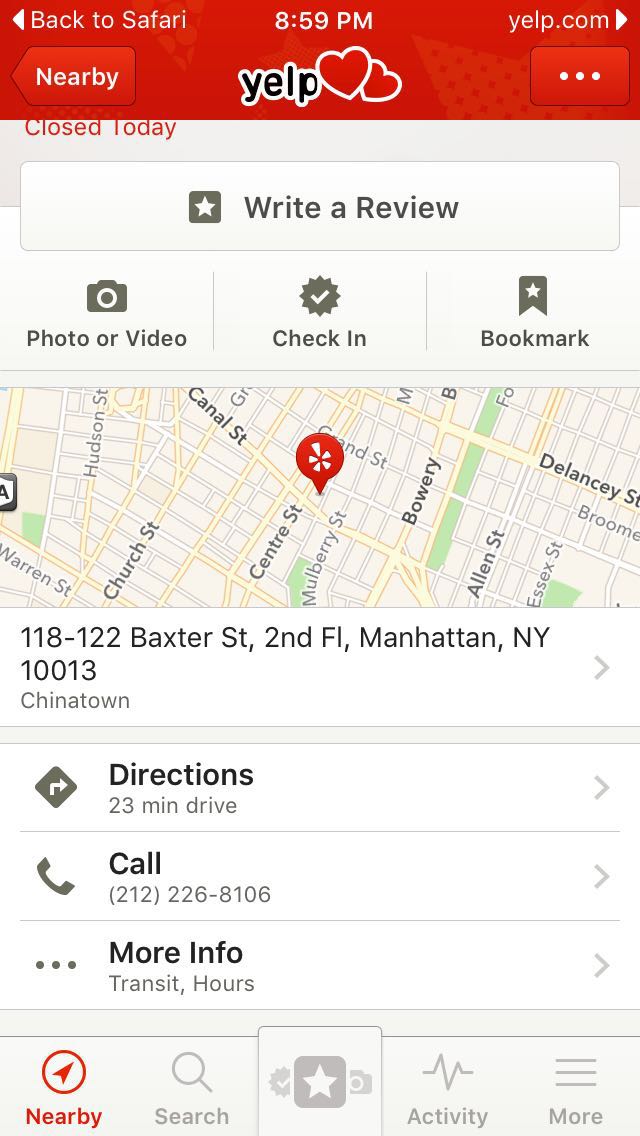 Back to Safari
8:59 PM
yelp.com
Nearby
yelp
Closed Today
Write a Review
Photo or Video
Check In
Bookmark
Canal St
Gr
M
B
Fo
Hudson St
Grand St
Delancey St
A
Bowery
Broome
Church St
Centre St
Mulberry St
Allen St
Essex St
Warren St
118-122 Baxter St, 2nd Fl, Manhattan, NY
10013
Chinatown
Directions
23 min drive
Call
(212) 226-8106
More Info
Transit, Hours
Nearby
Search
Activity
More